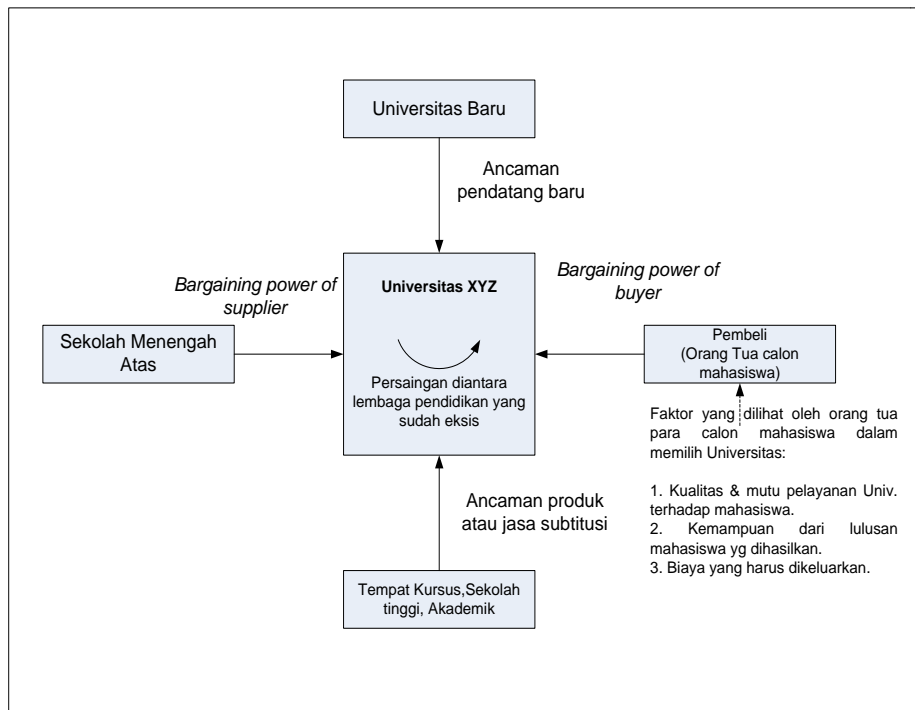 Universitas Baru
Ancaman
pendatang baru
Bargaining power of
supplier
Universitas XYZ
Bargaining power of
buyer
Sekolah Menengah
Atas
Persaingan diantara
lembaga pendidikan yang
sudah eksis
Pembeli
(Orang Tua calon
mahasiswa)
Faktor yang dilihat oleh orang tua
para calon mahasiswa dalam
memilih Universitas:
1. Kualitas & mutu pelayanan Univ.
terhadap mahasiswa.
2. Kemampuan dari lulusan
mahasiswa yg dihasilkan.
3. Biaya yang harus dikeluarkan.
Ancaman produk
atau jasa subtitusi
Tempat Kursus,Sekolah
tinggi, Akademik